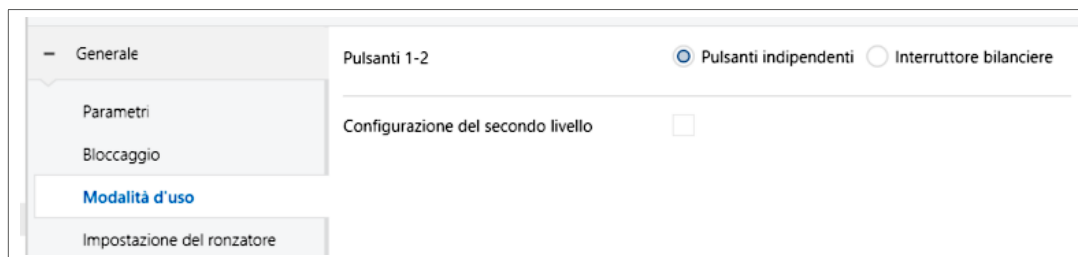 Generale
Pulsanti 1-2
Pulsanti indipendenti
Interruttore bilanciere
Parametri
Configurazione del secondo livello
Bloccaggio
Modalità d'uso
Impostazione del ronzatore